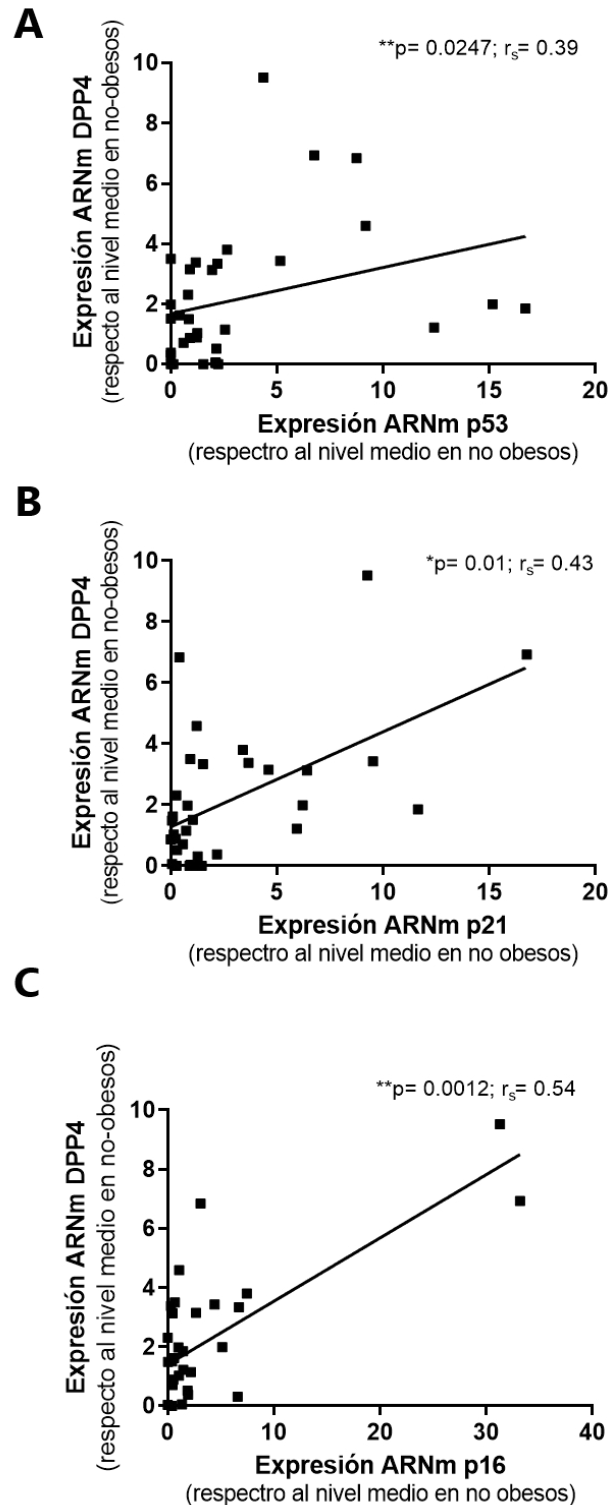 A
**p= 0.0247; rs= 0.39
Expresión ARNm DPP4
(respecto al nivel medio en no-obesos)
10
8
6
4
2
0
0 5 10 15 20
Expresión ARNm p53
(respectro al nivel medio en no obesos)
B
*p= 0.01; rs= 0.43
Expresión ARNm DPP4
(respecto al nivel medio en no-obesos)
10
8
6
4
2
0
0 5 10 15 20
Expresión ARNm p21
(respectro al nivel medio en no obesos)
C
**p= 0.0012; rs= 0.54
Expresión ARNm DPP4
(respecto al nivel medio en no-obesos)
10
8
6
4
2
0
0 10 20 30 40
Expresión ARNm p16
(respectro al nivel medio en no obesos)